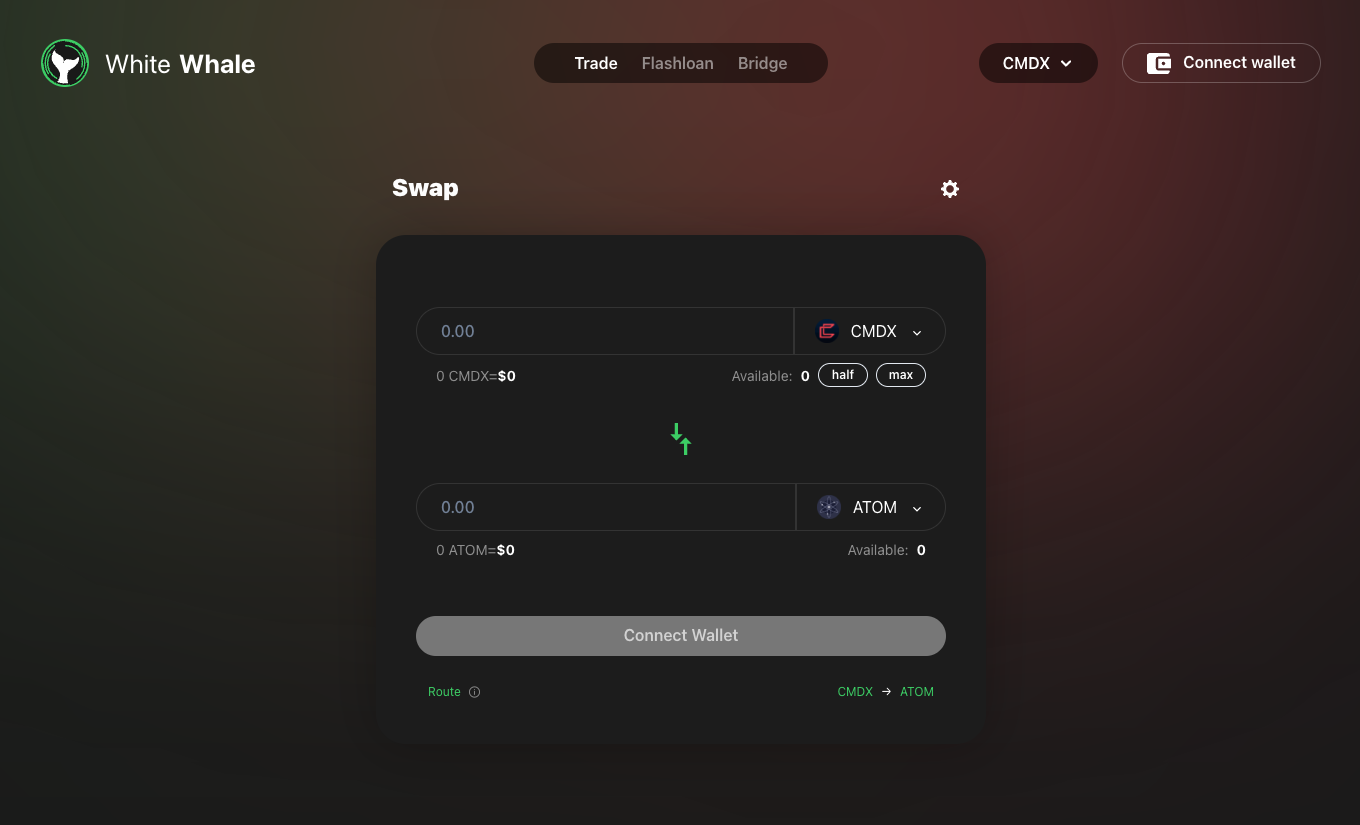 White Whale
Trade Flashloan Bridge
CMDX
Connect wallet
Swap
0.00
CMDX
0 CMDX=$0
Available: 0 half max
0.00
ATOM
0 ATOM=$0
Available: 0
Connect Wallet
Route
CMDX → ATOM